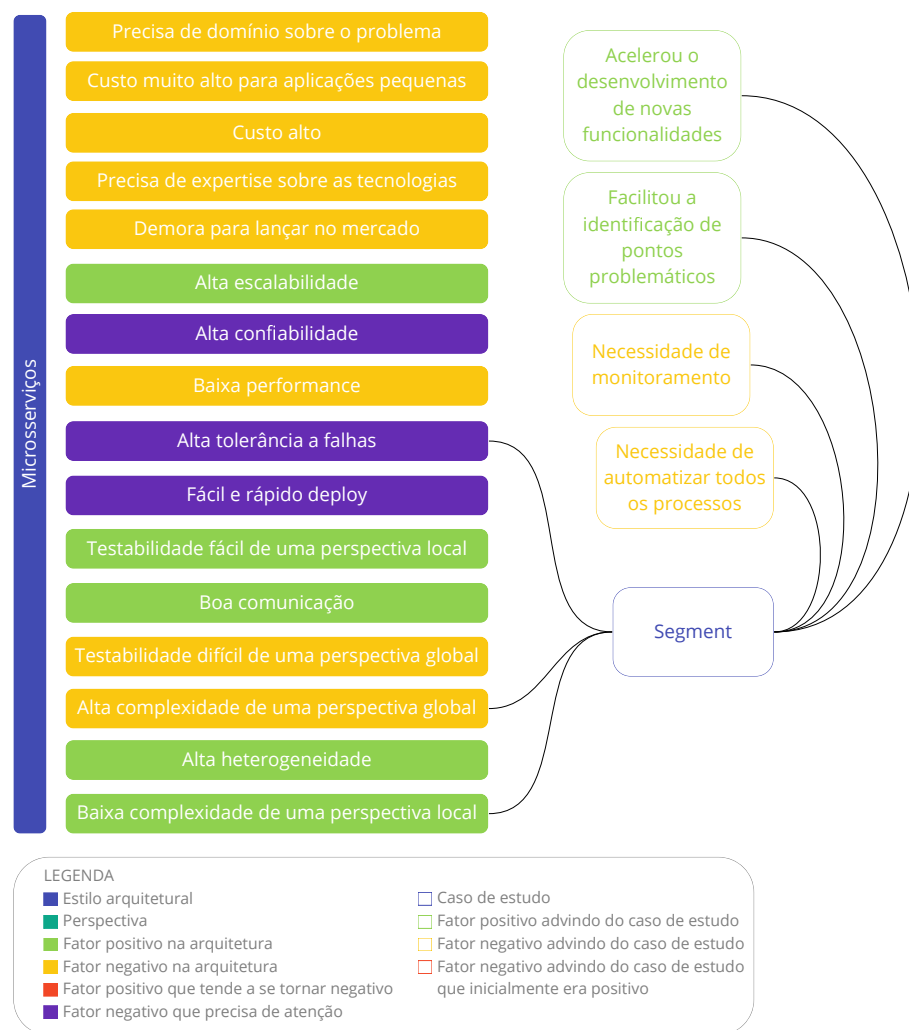 Microsserviços
Precisa de domínio sobre o problema
Custo muito alto para aplicações pequenas
Custo alto
Precisa de expertise sobre as tecnologias
Demora para lançar no mercado
Alta escalabilidade
Alta confiabilidade
Baixa performance
Alta tolerância a falhas
Fácil e rápido deploy
Testabilidade fácil de uma perspectiva local
Boa comunicação
Testabilidade difícil de uma perspectiva global
Alta complexidade de uma perspectiva global
Alta heterogeneidade
Baixa complexidade de uma perspectiva local
Acelerou o
desenvolvimento
de novas
funcionalidades
Facilitou a
identificação de
pontos
problemáticos
Necessidade de
monitoramento
Necessidade de
automatizar todos
os processos
Segment
LEGENDA
Estilo arquitetural
Perspectiva
Fator positivo na arquitetura
Fator negativo na arquitetura
Fator positivo que tende a se tornar negativo
Fator negativo que precisa de atenção
Caso de estudo
Fator positivo advindo do caso de estudo
Fator negativo advindo do caso de estudo
Fator negativo advindo do caso de estudo
que inicialmente era positivo